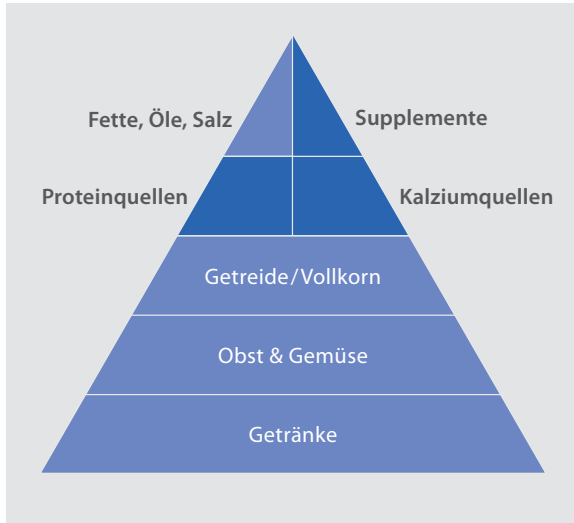 Fette, Öle, Salz
Supplemente
Proteinquellen
Kalziumquellen
Getreide/Vollkorn
Obst & Gemüse
Getränke